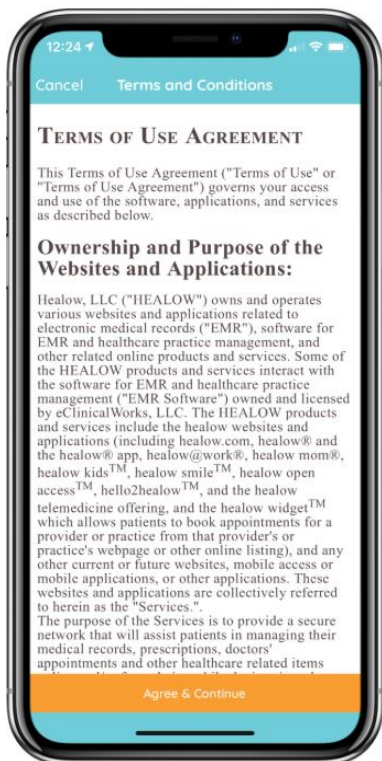 12:24
Cancel Terms and Conditions
TERMS OF USE AGREEMENT
This Terms of Use Agreement ("Terms of Use" or
"Terms of Use Agreement") governs your access
and use of the software, applications, and services
as described below.
Ownership and Purpose of the
Websites and Applications:
Healow, LLC ("HEALOW") owns and operates
various websites and applications related to
electronic medical records ("EMR"), software for
EMR and healthcare practice management, and
other related online products and services. Some of
the HEALOW products and services interact with
the software for EMR and healthcare practice
management ("EMR Software") owned and licensed
by eClinicalWorks, LLC. The HEALOW products
and services include the healow websites and
applications (including healow.com, healow® and
the healow® app, healow@work®, healow mom®,
healow kids™, healow smile™, healow open
access™, hello2healow™, and the healow
telemedicine offering, and the healow widget™
which allows patients to book appointments for a
provider or practice from that provider's or
practice's webpage or other online listing), and any
other current or future websites, mobile access or
mobile applications, or other applications. These
websites and applications are collectively referred
to herein as the "Services.".
The purpose of the Services is to provide a secure
network that will assist patients in managing their
medical records, prescriptions, doctors'
appointments and other healthcare related items
Agree & Continue